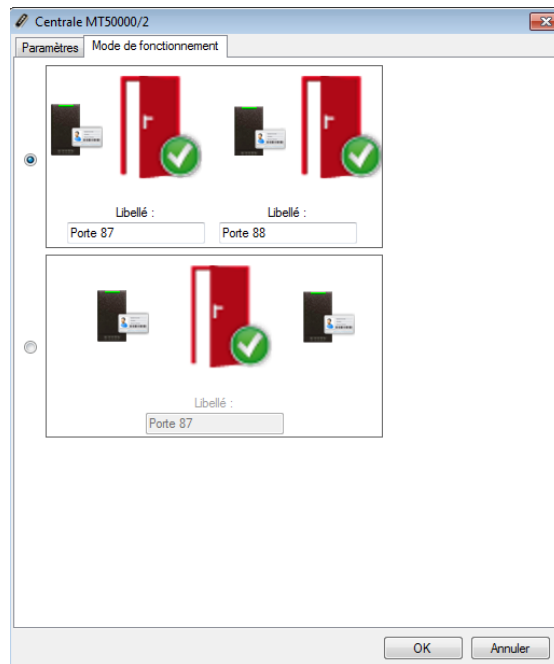 Centrale MT50000/2
Paramètres Mode de fonctionnement
Libellé : Libellé :
Porte 87 Porte 88
Libellé :
Porte 87
OK Annuler